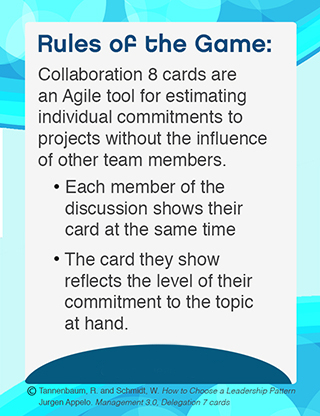 Rules of the Game:
Collaboration 8 cards are
an Agile tool for estimating
individual commitments to
projects without the influence
of other team members.
• Each member of the
discussion shows their
card at the same time
• The card they show
reflects the level of their
commitment to the topic
at hand.
© Tannenbaum, R. and Schmidt, W. How to Choose a Leadership Pattern
Jurgen Appelo. Management 3.0, Delegation 7 cards